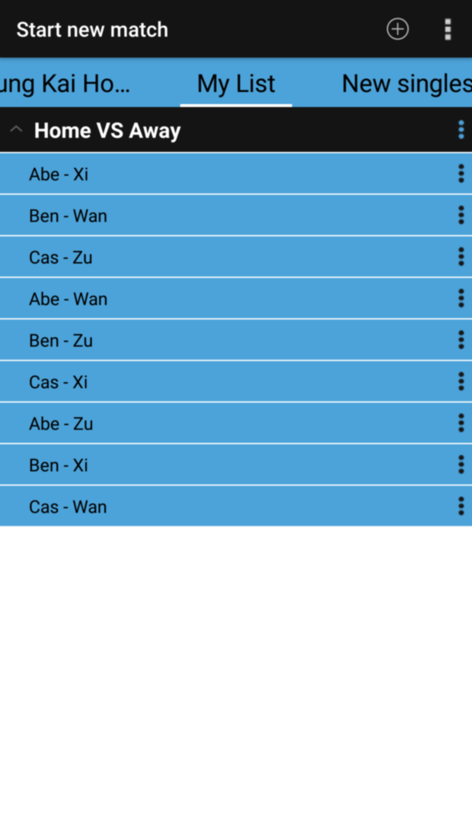 Start new match
ung Kai Ho... My List New singles
Home VS Away
Abe - Xi
Ben - Wan
Cas - Zu
Abe - Wan
Ben - Zu
Cas - Xi
Abe - Zu
Ben - Xi
Cas - Wan